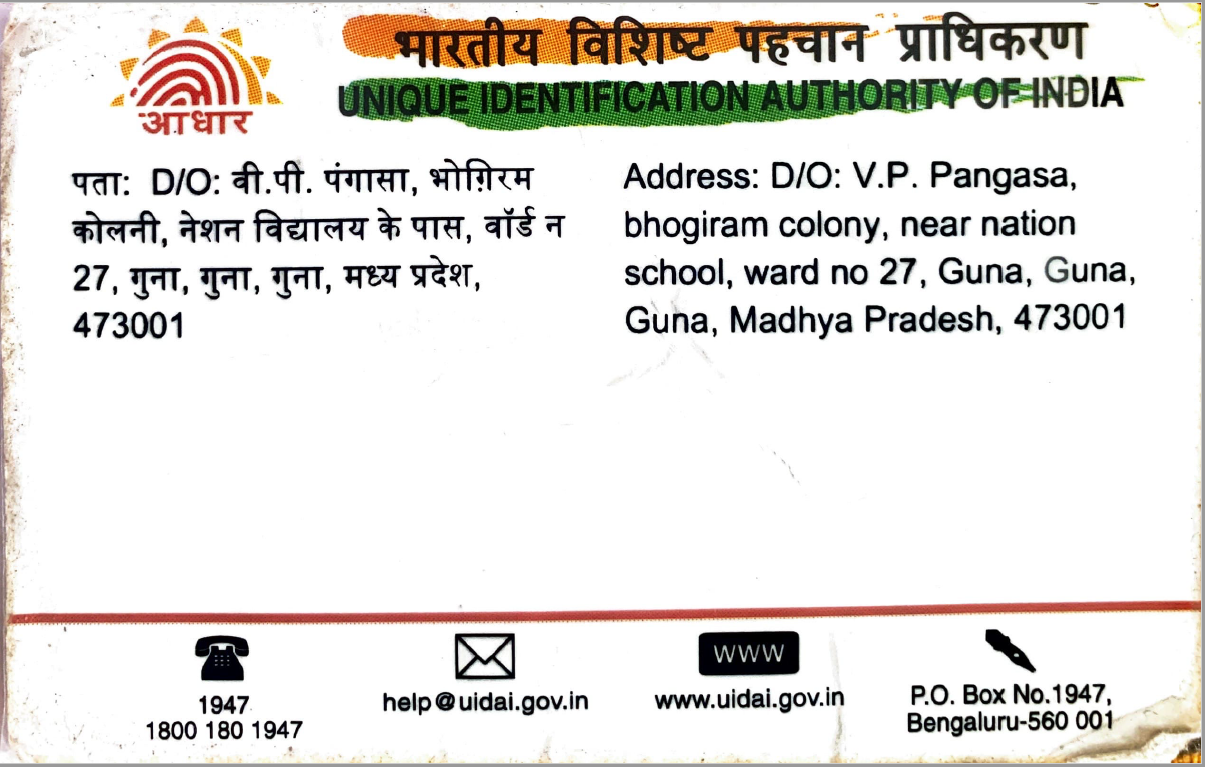 भारतीय विशिष्ट पहचान प्राधिकरण
UNIQUE IDENTIFICATION AUTHORITY OF INDIA
आधार
पता: D/O: वी.पी. पंगासा, भोग़िरम
कोलनी, नेशन विद्यालय के पास, वॉर्ड न
27, गुना, गुना, गुना, मध्य प्रदेश,
473001
Address: D/O: V.P. Pangasa,
bhogiram colony, near nation
school, ward no 27, Guna, Guna,
Guna, Madhya Pradesh, 473001
1947
1800 180 1947
help@uidai.gov.in
WWW
www.uidai.gov.in
P.O. Box No.1947,
Bengaluru-560 001